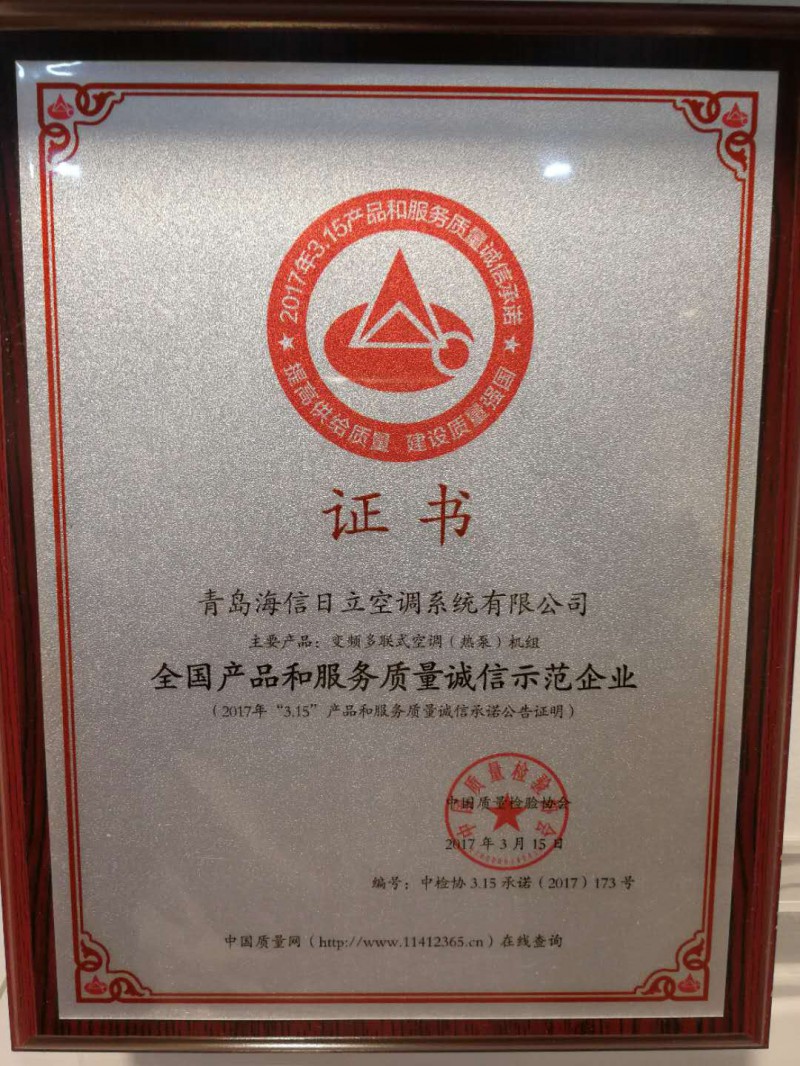 2017年3.15产品和服务质量诚信承诺
提高供给质量 建设质量强国
证书
青岛海信日立空调系统有限公司
主要产品：变频多联式空调（热泵）机组
全国产品和服务质量诚信示范企业
（2017年“3.15”产品和服务质量诚信承诺公告证明）
中国质量检验协会
中国质量检验协会
2017年3月15日
编号：中检协3.15承诺（2017）173号
中国质量网（http://www.11412365.cn）在线查询